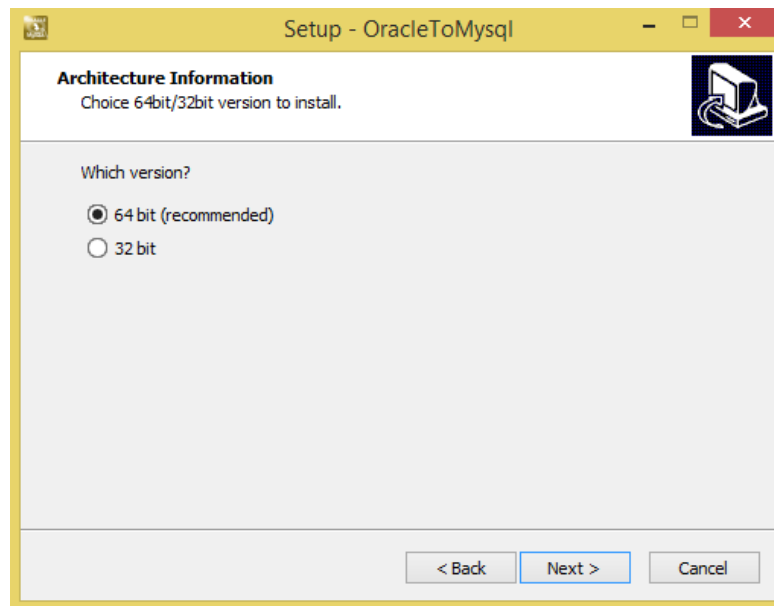 Setup - OracleToMysql
Architecture Information
Choice 64bit/32bit version to install.
Which version?
64 bit (recommended)
32 bit
< Back
Next >
Cancel